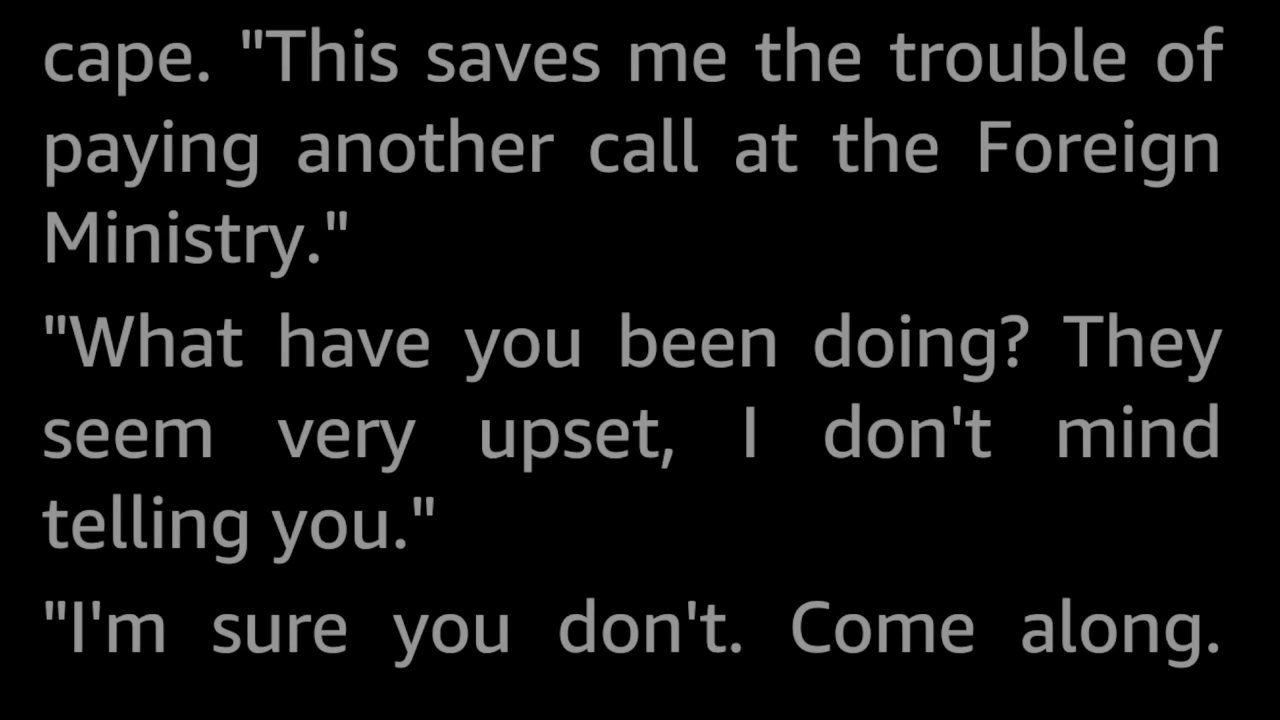 cape. "This saves me the trouble of
paying another call at the Foreign
Ministry."
"What have you been doing? They
seem very upset, I don't mind
telling you."
"I'm sure you don't. Come along.